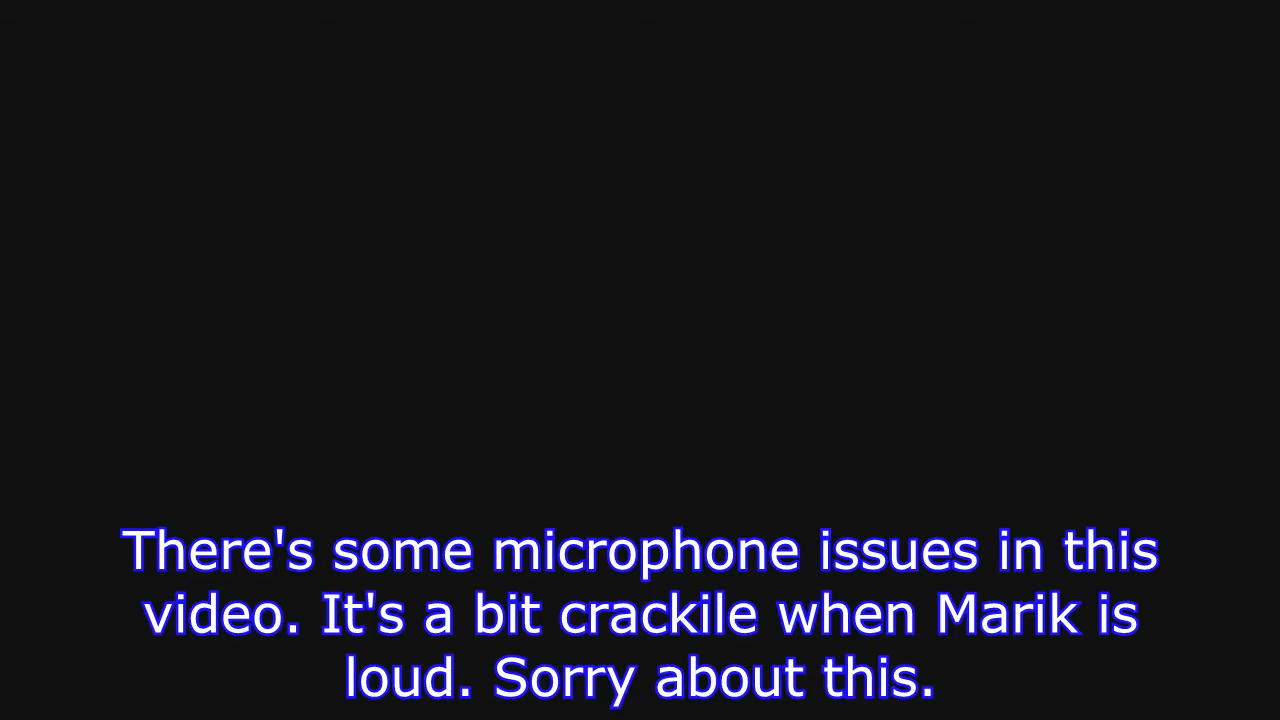 There's some microphone issues in this
video. It's a bit crackile when Marik is
loud. Sorry about this.